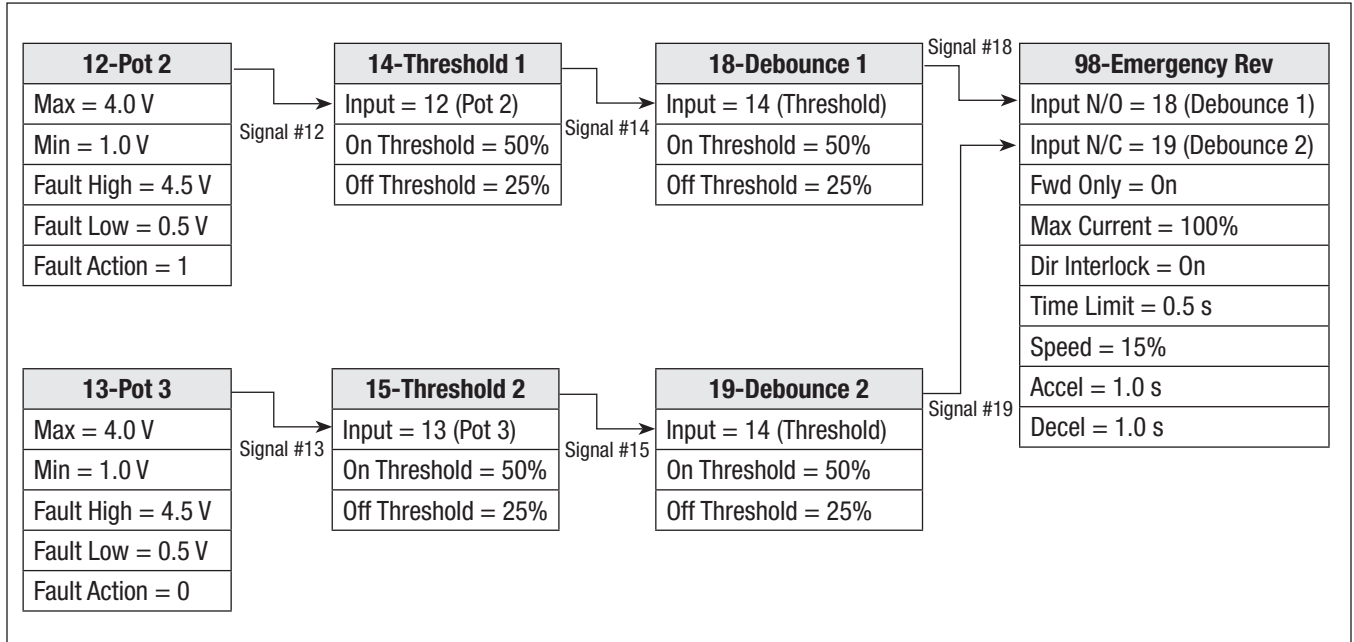 12-Pot 2
Max = 4.0 V
Min = 1.0 V
Fault High = 4.5 V
Fault Low = 0.5 V
Fault Action = 1
Signal #12
14-Threshold 1
Input = 12 (Pot 2)
On Threshold = 50%
Off Threshold = 25%
Signal #14
18-Debounce 1
Input = 14 (Threshold)
On Threshold = 50%
Off Threshold = 25%
Signal #18
98-Emergency Rev
Input N/O = 18 (Debounce 1)
Input N/C = 19 (Debounce 2)
Fwd Only = On
Max Current = 100%
Dir Interlock = On
Time Limit = 0.5 s
Speed = 15%
Accel = 1.0 s
Decel = 1.0 s
13-Pot 3
Max = 4.0 V
Min = 1.0 V
Fault High = 4.5 V
Fault Low = 0.5 V
Fault Action = 0
Signal #13
15-Threshold 2
Input = 13 (Pot 3)
On Threshold = 50%
Off Threshold = 25%
Signal #15
19-Debounce 2
Input = 14 (Threshold)
On Threshold = 50%
Off Threshold = 25%
Signal #19